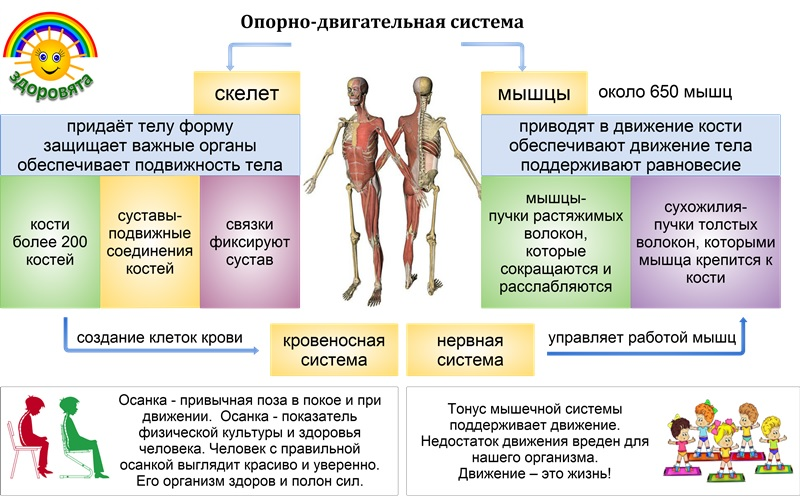 Опорно-двигательная система
здоровята
скелет
мышцы
около 650 мышц
придаёт телу форму
защищает важные органы
обеспечивает подвижность тела
приводят в движение кости
обеспечивают движение тела
поддерживают равновесие
кости
более 200
костей
суставы-
подвижные
соединения
костей
связки
фиксируют
сустав
мышцы-
пучки растяжимых
волокон,
которые
сокращаются и
расслабляются
сухожилия-
пучки толстых
волокон, которыми
мышца крепится к
кости
создание клеток крови
кровеносная
система
нервная
система
управляет работой мышц
Осанка - привычная поза в покое и при
движении. Осанка - показатель
физической культуры и здоровья
человека. Человек с правильной
осанкой выглядит красиво и уверенно.
Его организм здоров и полон сил.
Тонус мышечной системы
поддерживает движение.
Недостаток движения вреден для
нашего организма.
Движение – это жизнь!